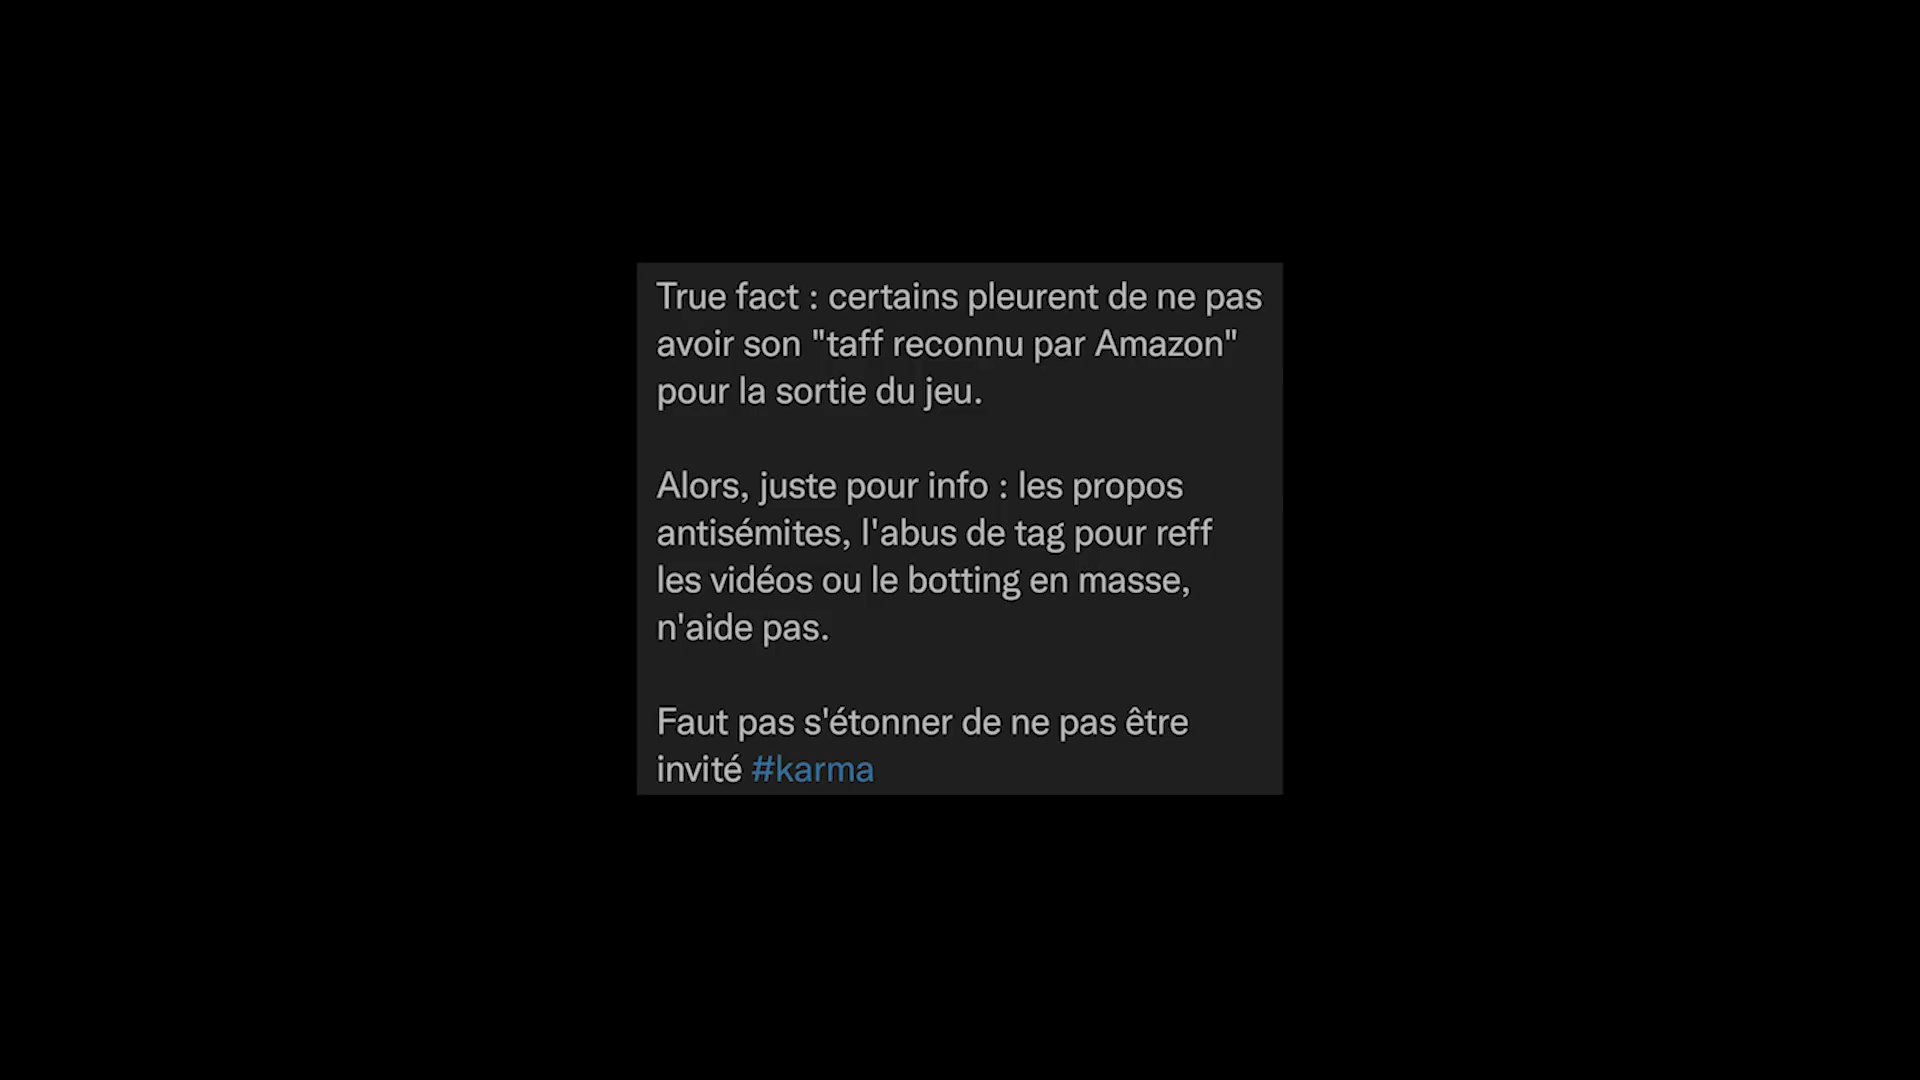 True fact : certains pleurent de ne pas
avoir son "taff reconnu par Amazon"
pour la sortie du jeu.
Alors, juste pour info : les propos
antisémites, l'abus de tag pour reff
les vidéos ou le botting en masse,
n'aide pas.
Faut pas s'étonner de ne pas être
invité #karma